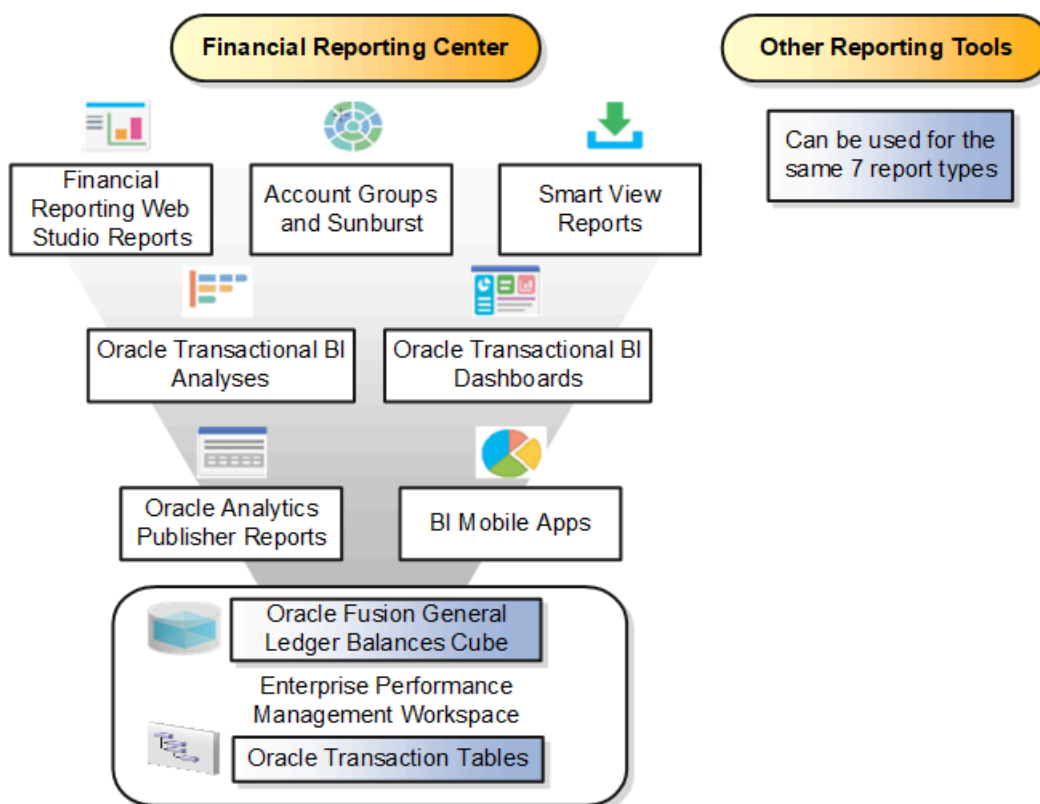 Financial Reporting Center
Other Reporting Tools
Can be used for the
same 7 report types
Financial
Reporting Web
Studio Reports
Account Groups
and Sunburst
Smart View
Reports
Oracle Transactional BI
Analyses
Oracle Transactional BI
Dashboards
Oracle Analytics
Publisher Reports
BI Mobile Apps
Oracle Fusion General
Ledger Balances Cube
Enterprise Performance
Management Workspace
Oracle Transaction Tables